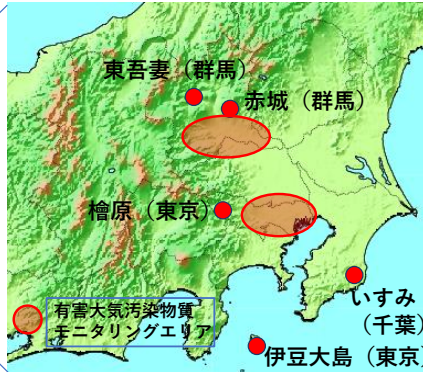 東吾妻（群馬）
赤城（群馬）
檜原（東京）
いすみ
（千葉）
伊豆大島（東京）
有害大気汚染物質
モニタリングエリア